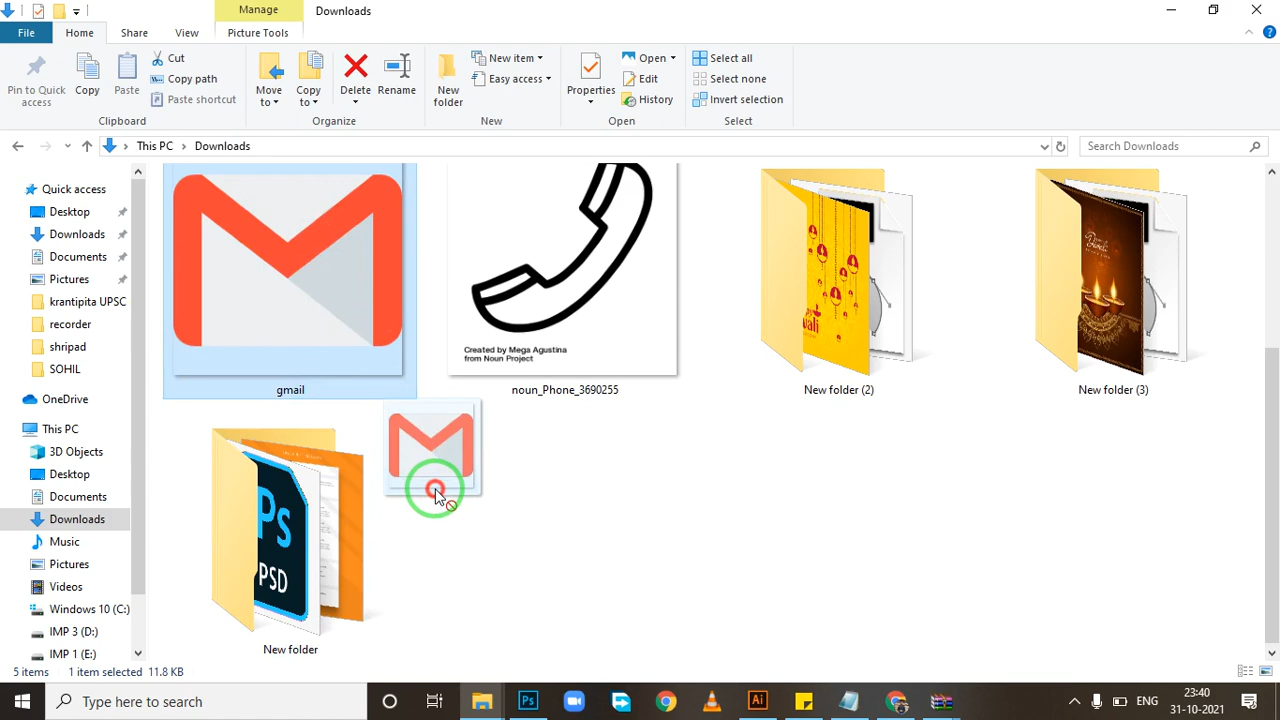 Manage
Downloads
File
Home
Share
View
Picture Tools
Pin to Quick access
Copy
Paste
Cut
Copy path
Paste shortcut
Clipboard
Move to
Copy to
Delete
Rename
Organize
New folder
New item
Easy access
New
Properties
Open
Edit
History
Open
Select all
Select none
Invert selection
Select
This PC
Downloads
Search Downloads
Quick access
Desktop
Downloads
Documents
Pictures
krantipita UPSC
recorder
shripad
SOHIL
OneDrive
This PC
3D Objects
Desktop
Documents
Downloads
Music
Pictures
Videos
Windows 10 (C:)
IMP 3 (D:)
IMP 1 (E:)
gmail
Created by Mega Agustina
from Noun Project
noun_Phone_3690255
New folder (2)
New folder (3)
PSD
New folder
5 items
1 item selected 11.8 KB
Type here to search
Ps
Ai
ENG
23:40
31-10-2021